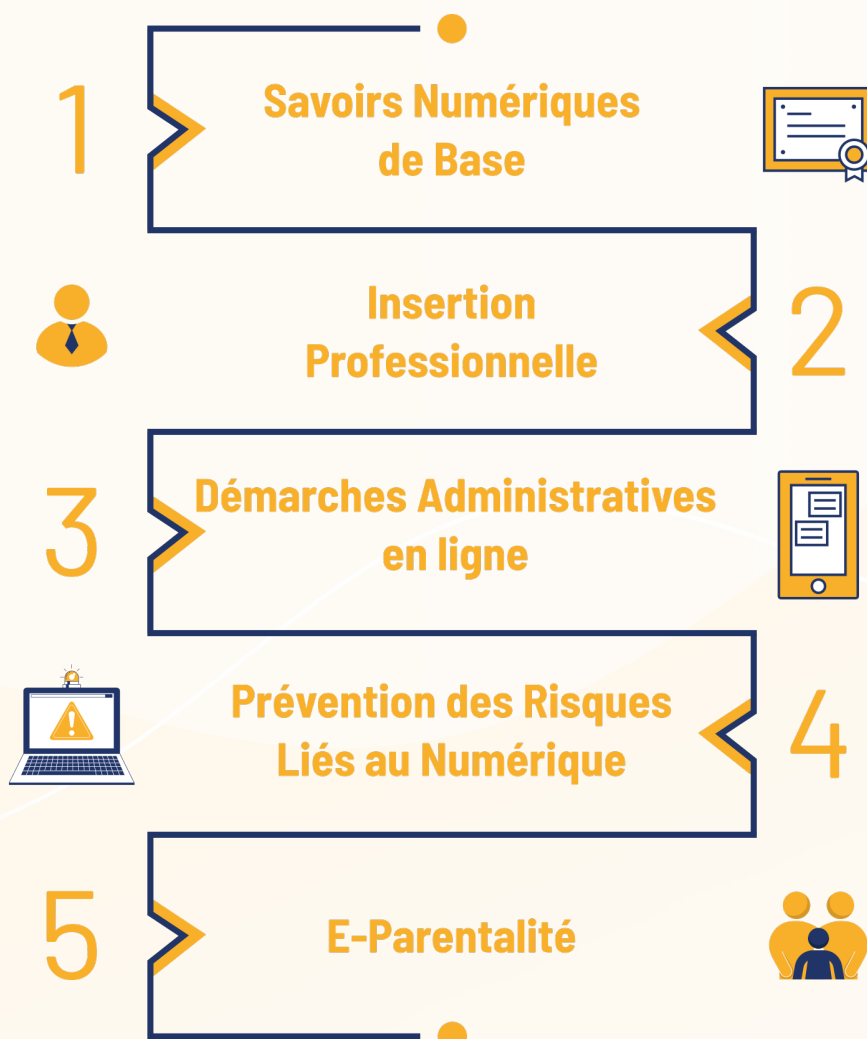 1
Savoirs Numériques
de Base
Insertion
Professionnelle
2
3
Démarches Administratives
en ligne
Prévention des Risques
Liés au Numérique
4
5
E-Parentalité